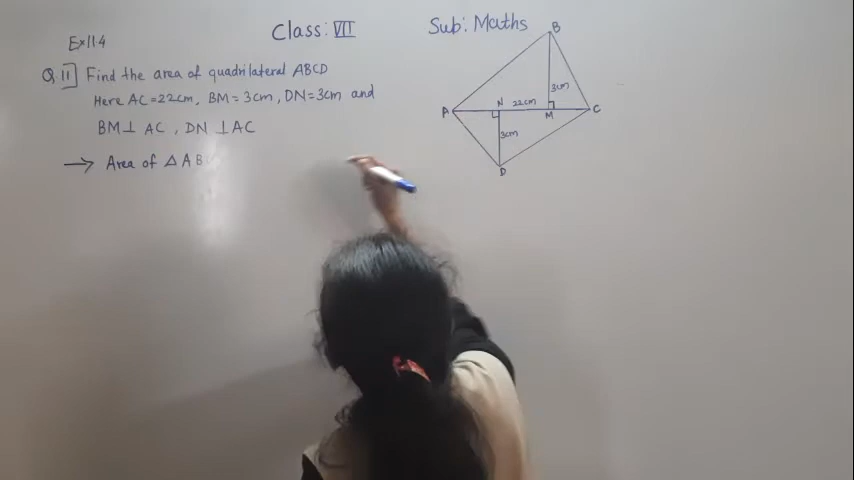 Class: VII
Sub: Maths
Ex 11.4
Q.11] Find the area of quadrilateral ABCD
Here AC=22cm, BM=3cm, DN=3cm and
BM⊥ AC, DN ⊥AC
→ Area of △AB
B
3cm
A
N
22cm
M
C
3cm
D